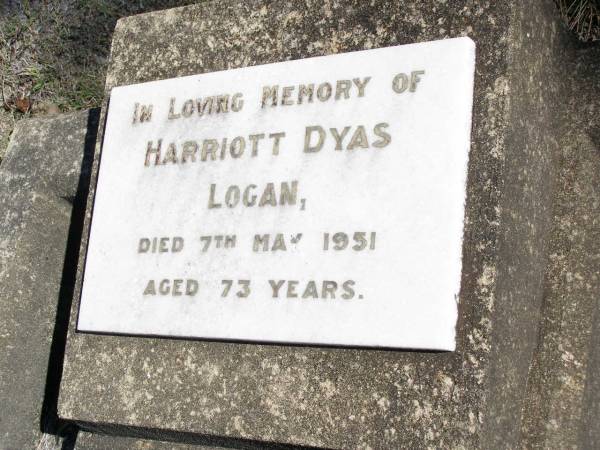 IN LOVING MEMORY OF
HARRIOTT DYAS
LOGAN,
DIED 7TH MAY 1951
AGED 73 YEARS.